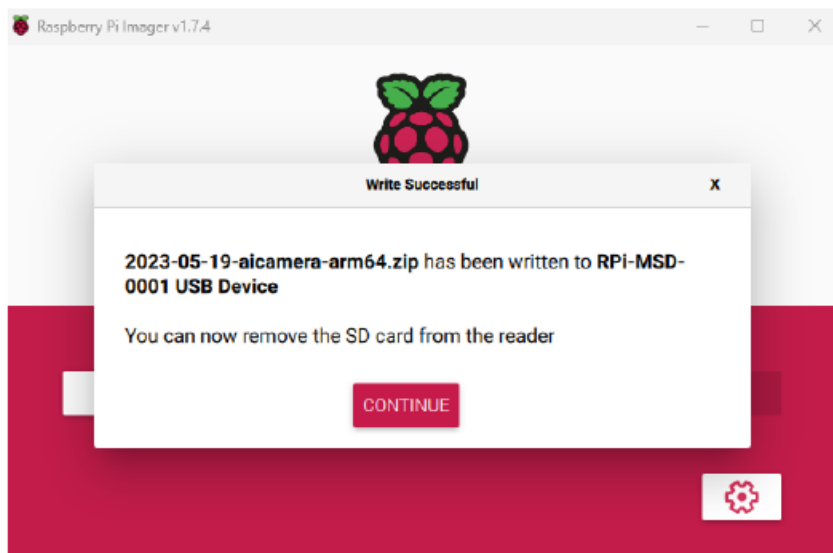 Raspberry Pi Imager v1.7.4
Write Successful
X
2023-05-19-aicamera-arm64.zip has been written to RPi-MSD-
0001 USB Device
You can now remove the SD card from the reader
CONTINUE